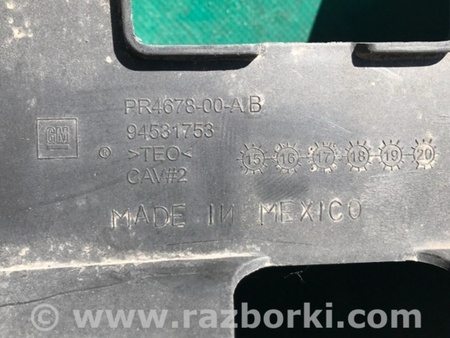 PR4678-00-AB
GM
94531753
® >TEO<
15 16 17 18 19 20
CAV#2
MADE IN MEXICO
© www.razborki.com